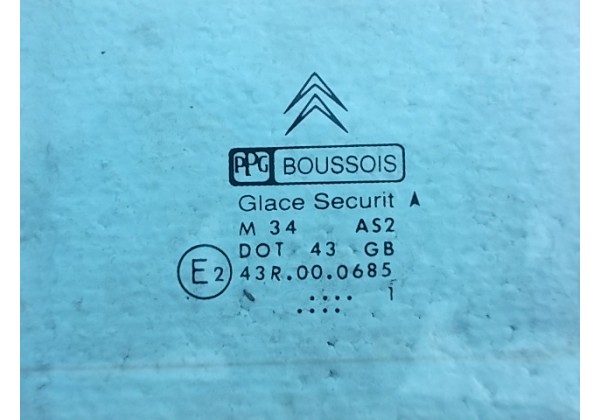 PPG BOUSSOIS
Glace Securit
M 34 AS2
DOT 43 GB
E2 43R.00.0685
1